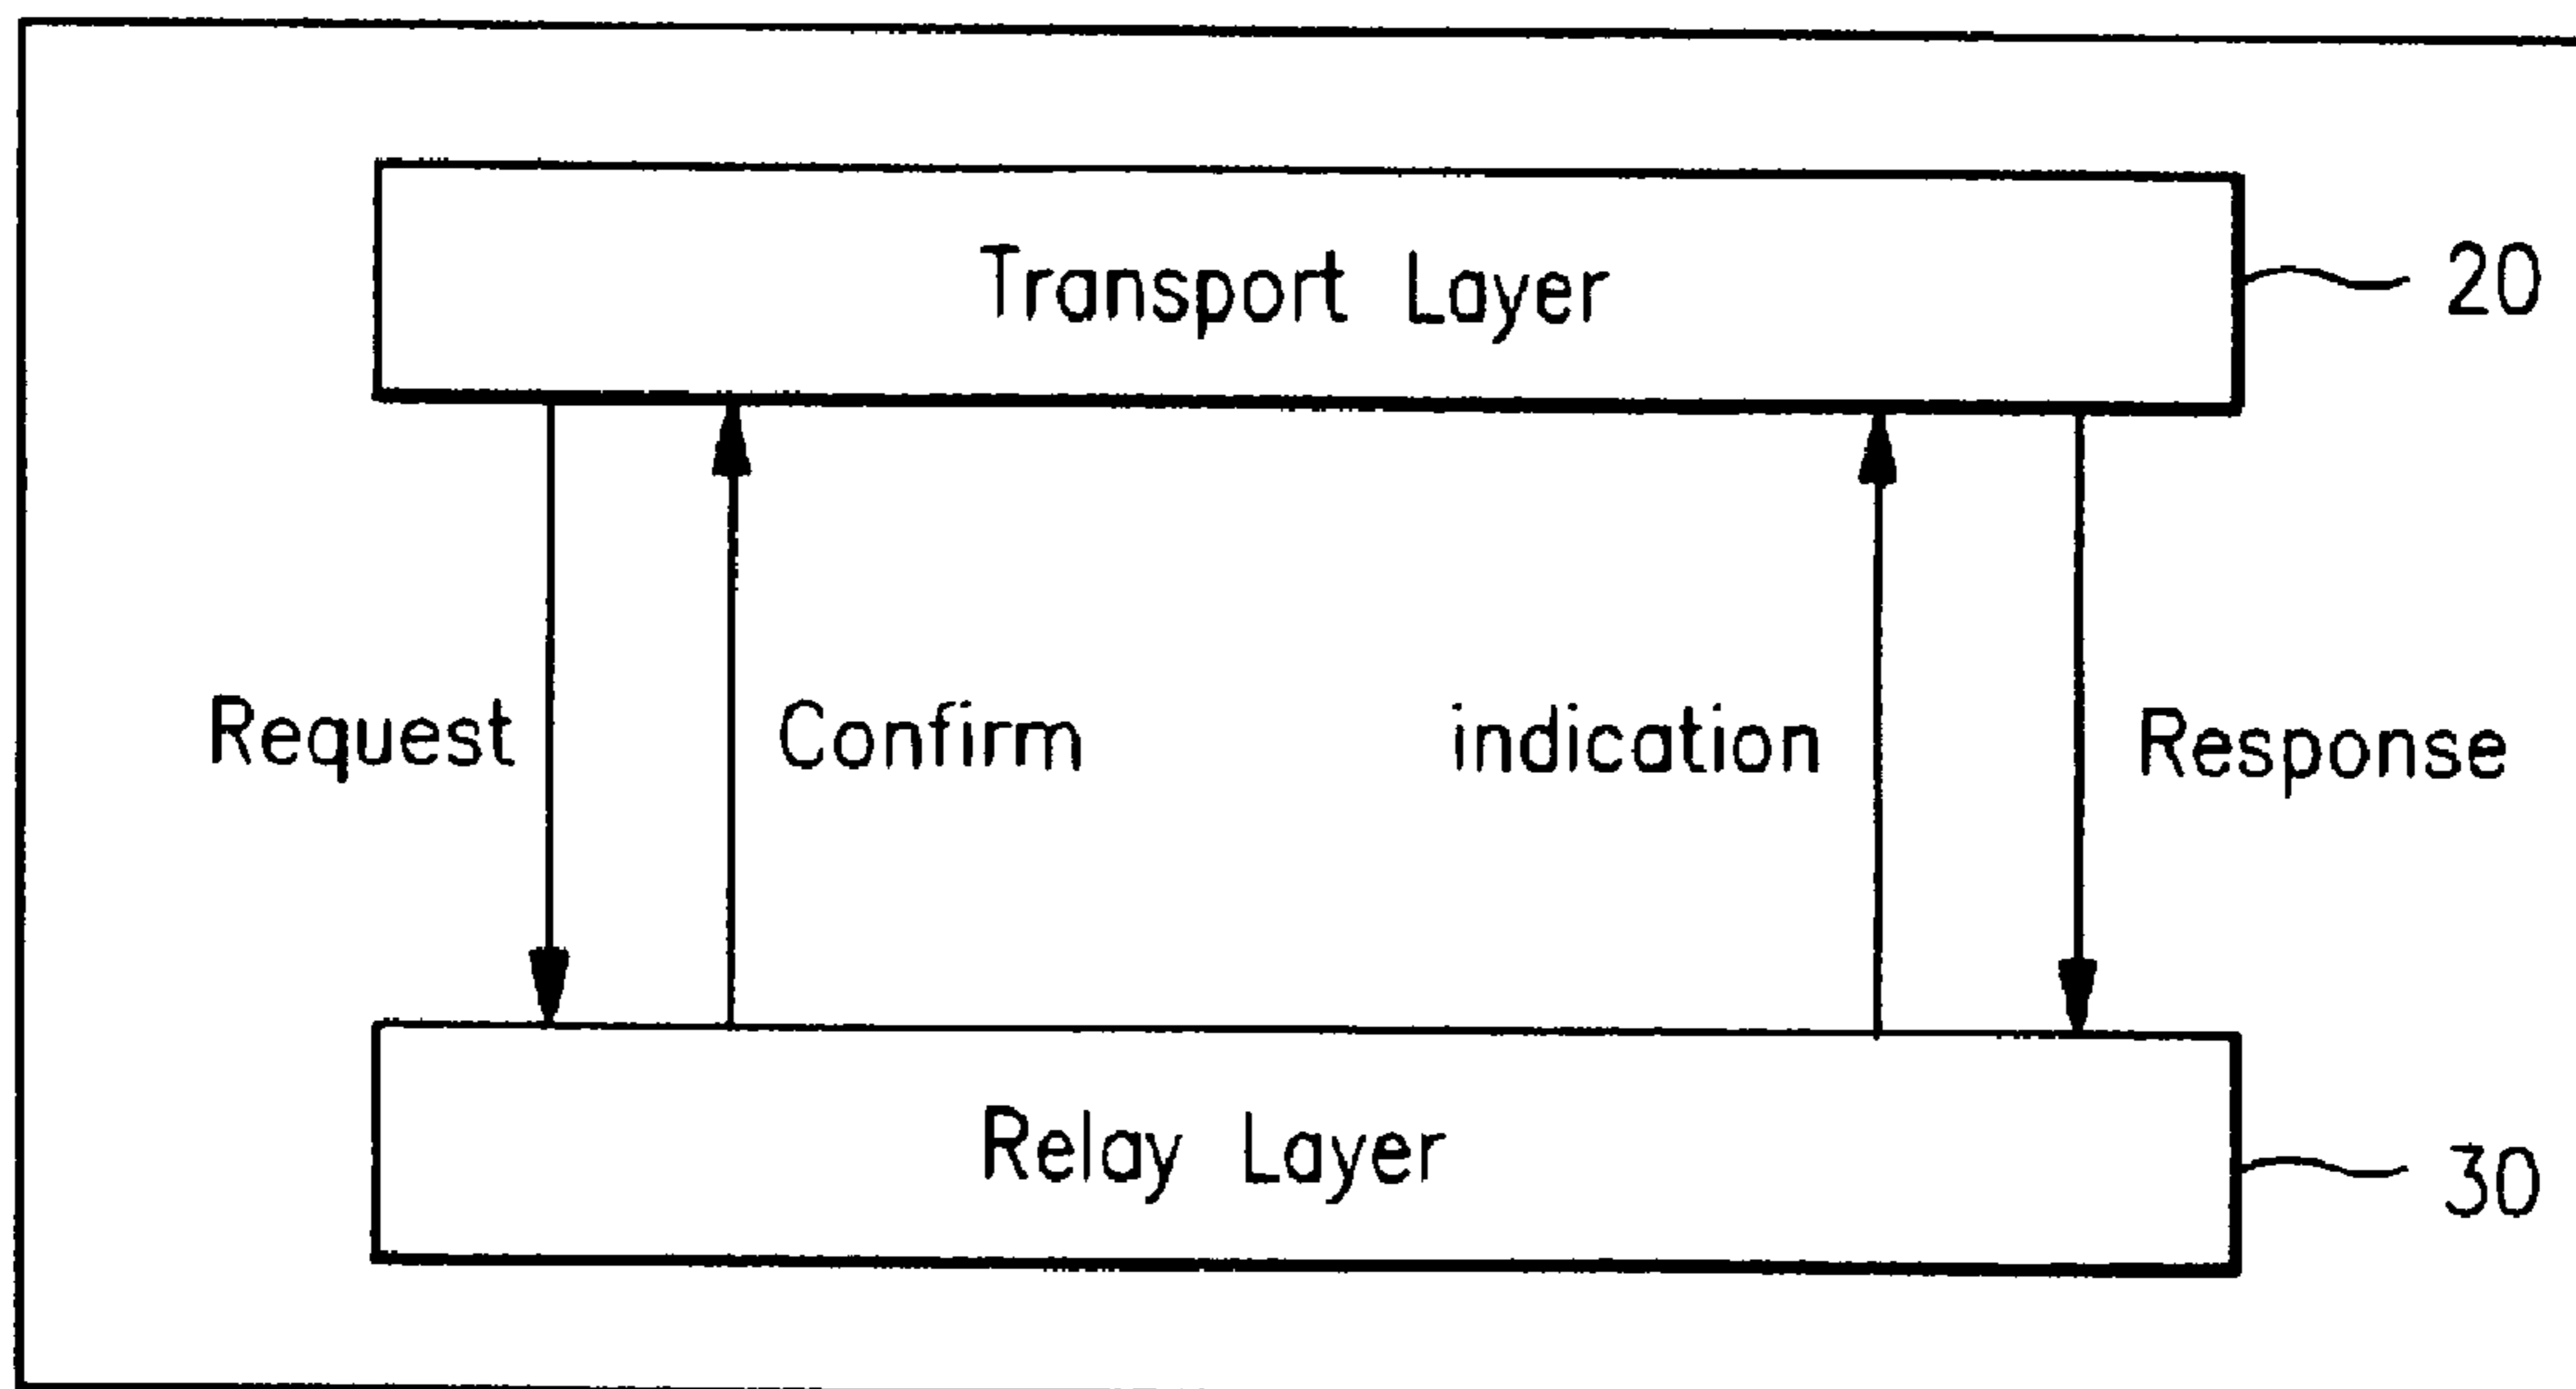 Transport Layer
20
Request
Confirm
indication
Response
Relay Layer
30